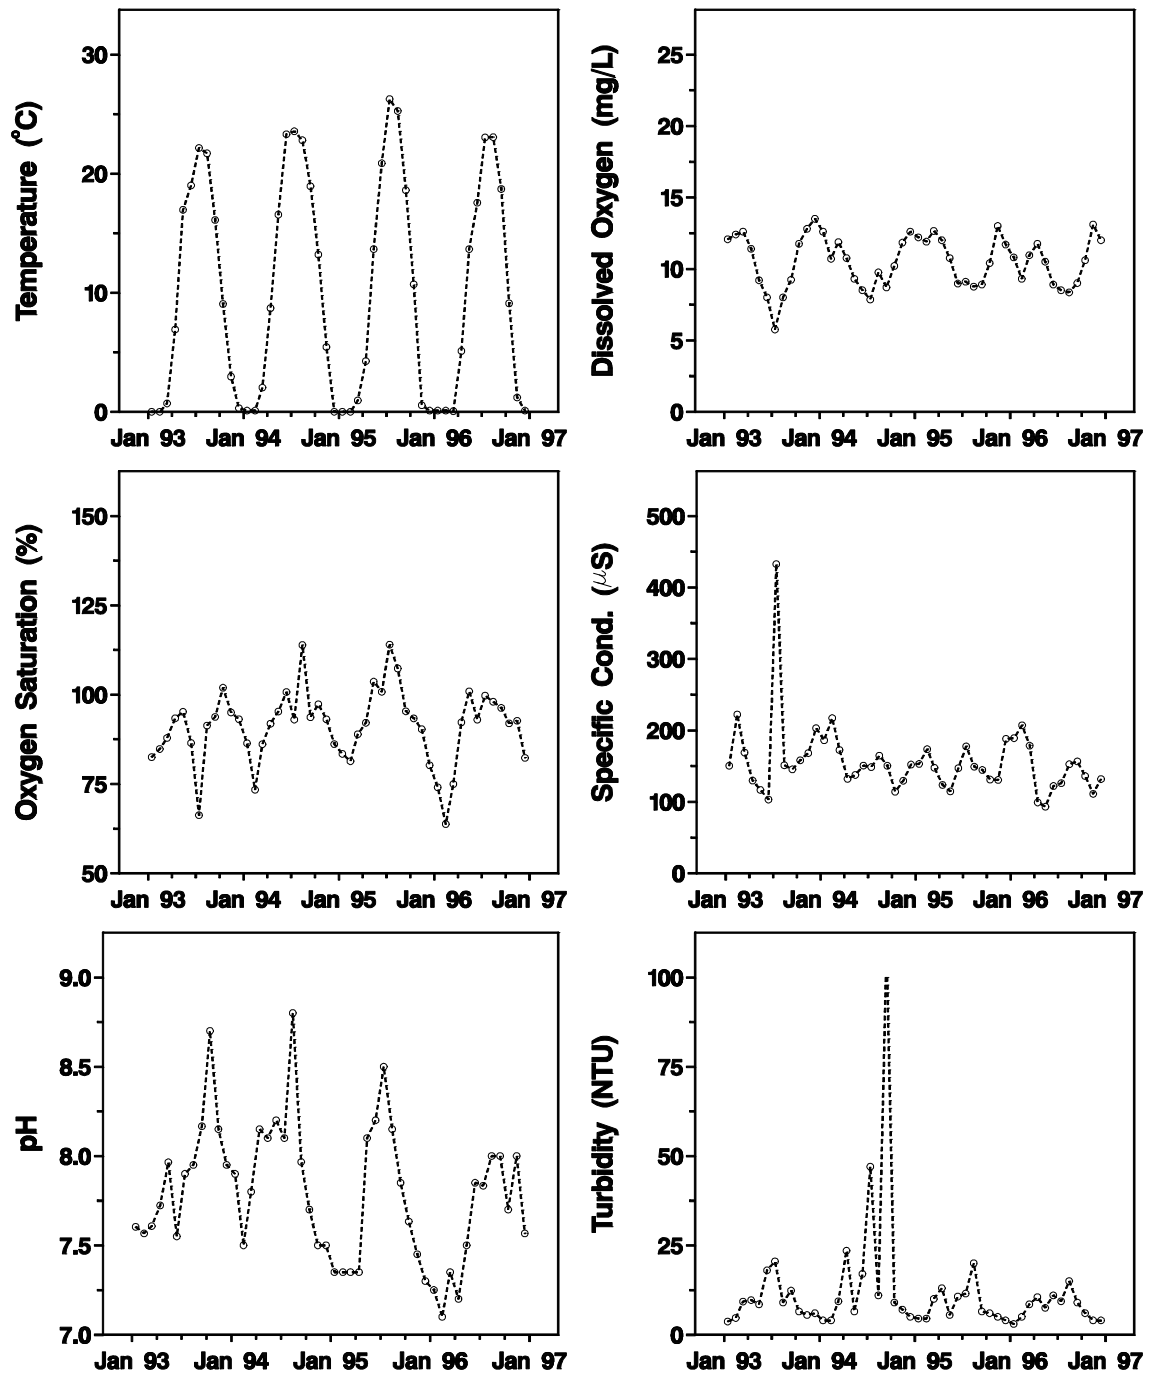 Temperature (°C)
30
20
10
0
Jan 93 Jan 94 Jan 95 Jan 96 Jan 97
Dissolved Oxygen (mg/L)
25
20
15
10
5
0
Jan 93 Jan 94 Jan 95 Jan 96 Jan 97
Oxygen Saturation (%)
150
125
100
75
50
Jan 93 Jan 94 Jan 95 Jan 96 Jan 97
Specific Cond. (μS)
500
400
300
200
100
0
Jan 93 Jan 94 Jan 95 Jan 96 Jan 97
pH
9.0
8.5
8.0
7.5
7.0
Jan 93 Jan 94 Jan 95 Jan 96 Jan 97
Turbidity (NTU)
100
75
50
25
0
Jan 93 Jan 94 Jan 95 Jan 96 Jan 97